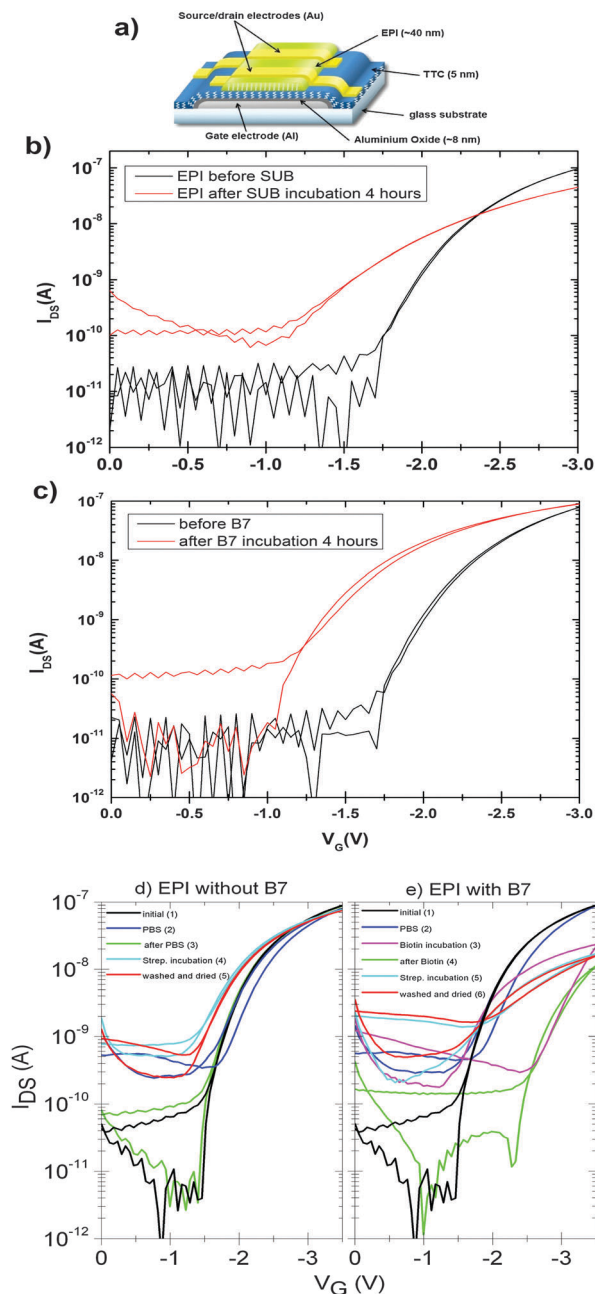 a)
Source/drain electrodes (Au)
EPI (~40 nm)
TTC (5 nm)
glass substrate
Gate electrode (Al)
Aluminium Oxide (~8 nm)
b)
10-7
10-8
10-9
10-10
10-11
10-12
IDS(A)
EPI before SUB
EPI after SUB incubation 4 hours
0.0 -0.5 -1.0 -1.5 -2.0 -2.5 -3.0
c)
10-7
10-8
10-9
10-10
10-11
10-12
IDS(A)
before B7
after B7 incubation 4 hours
0.0 -0.5 -1.0 -1.5 -2.0 -2.5 -3.0
VG(V)
d) EPI without B7
10-7
10-8
10-9
10-10
10-11
10-12
IDS (A)
initial (1)
PBS (2)
after PBS (3)
Strep. incubation (4)
washed and dried (5)
0 -1 -2 -3
e) EPI with B7
initial (1)
PBS (2)
Biotin incubation (3)
after Biotin (4)
Strep. incubation (5)
washed and dried (6)
0 -1 -2 -3
VG (V)